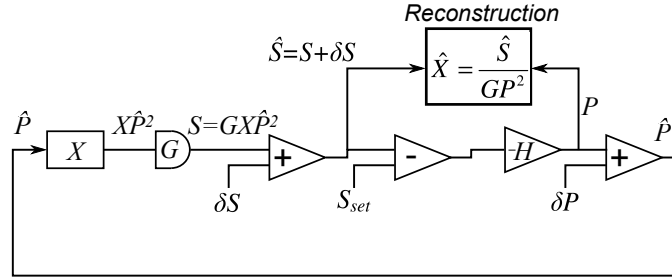 Reconstruction
Ŝ=S+δS
X̂ = Ŝ / GP²
P̂
XP̂²
S=GXP̂²
P
P̂
X
G
+
-
-H
+
δS
S_set
δP